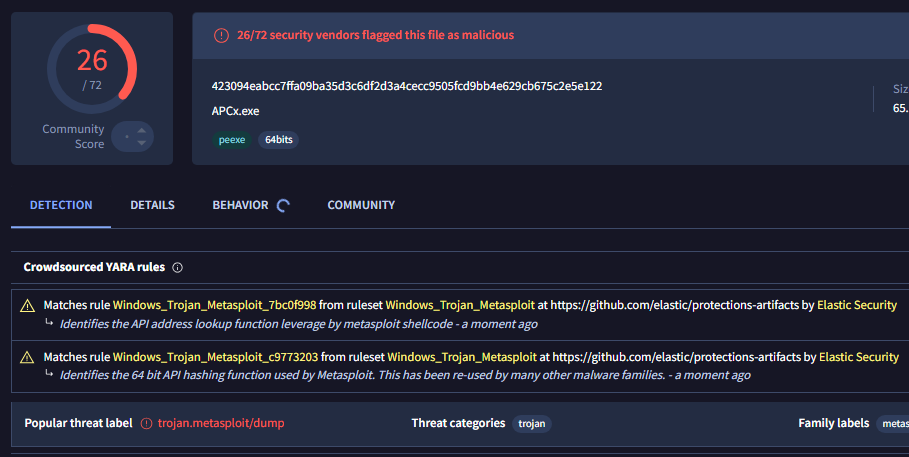 26
/ 72
Community
Score
26/72 security vendors flagged this file as malicious
423094eabcc7ffa09ba35d3c6df2d3a4cecc9505fcd9bb4e629cb675c2e5e122
APCx.exe
peexe 64bits
Siz
65.
DETECTION DETAILS BEHAVIOR COMMUNITY
Crowdsourced YARA rules
Matches rule Windows_Trojan_Metasploit_7bc0f998 from ruleset Windows_Trojan_Metasploit at https://github.com/elastic/protections-artifacts by Elastic Security
Identifies the API address lookup function leverage by metasploit shellcode - a moment ago
Matches rule Windows_Trojan_Metasploit_c9773203 from ruleset Windows_Trojan_Metasploit at https://github.com/elastic/protections-artifacts by Elastic Security
Identifies the 64 bit API hashing function used by Metasploit. This has been re-used by many other malware families. - a moment ago
Popular threat label trojan.metasploit/dump Threat categories trojan Family labels metas